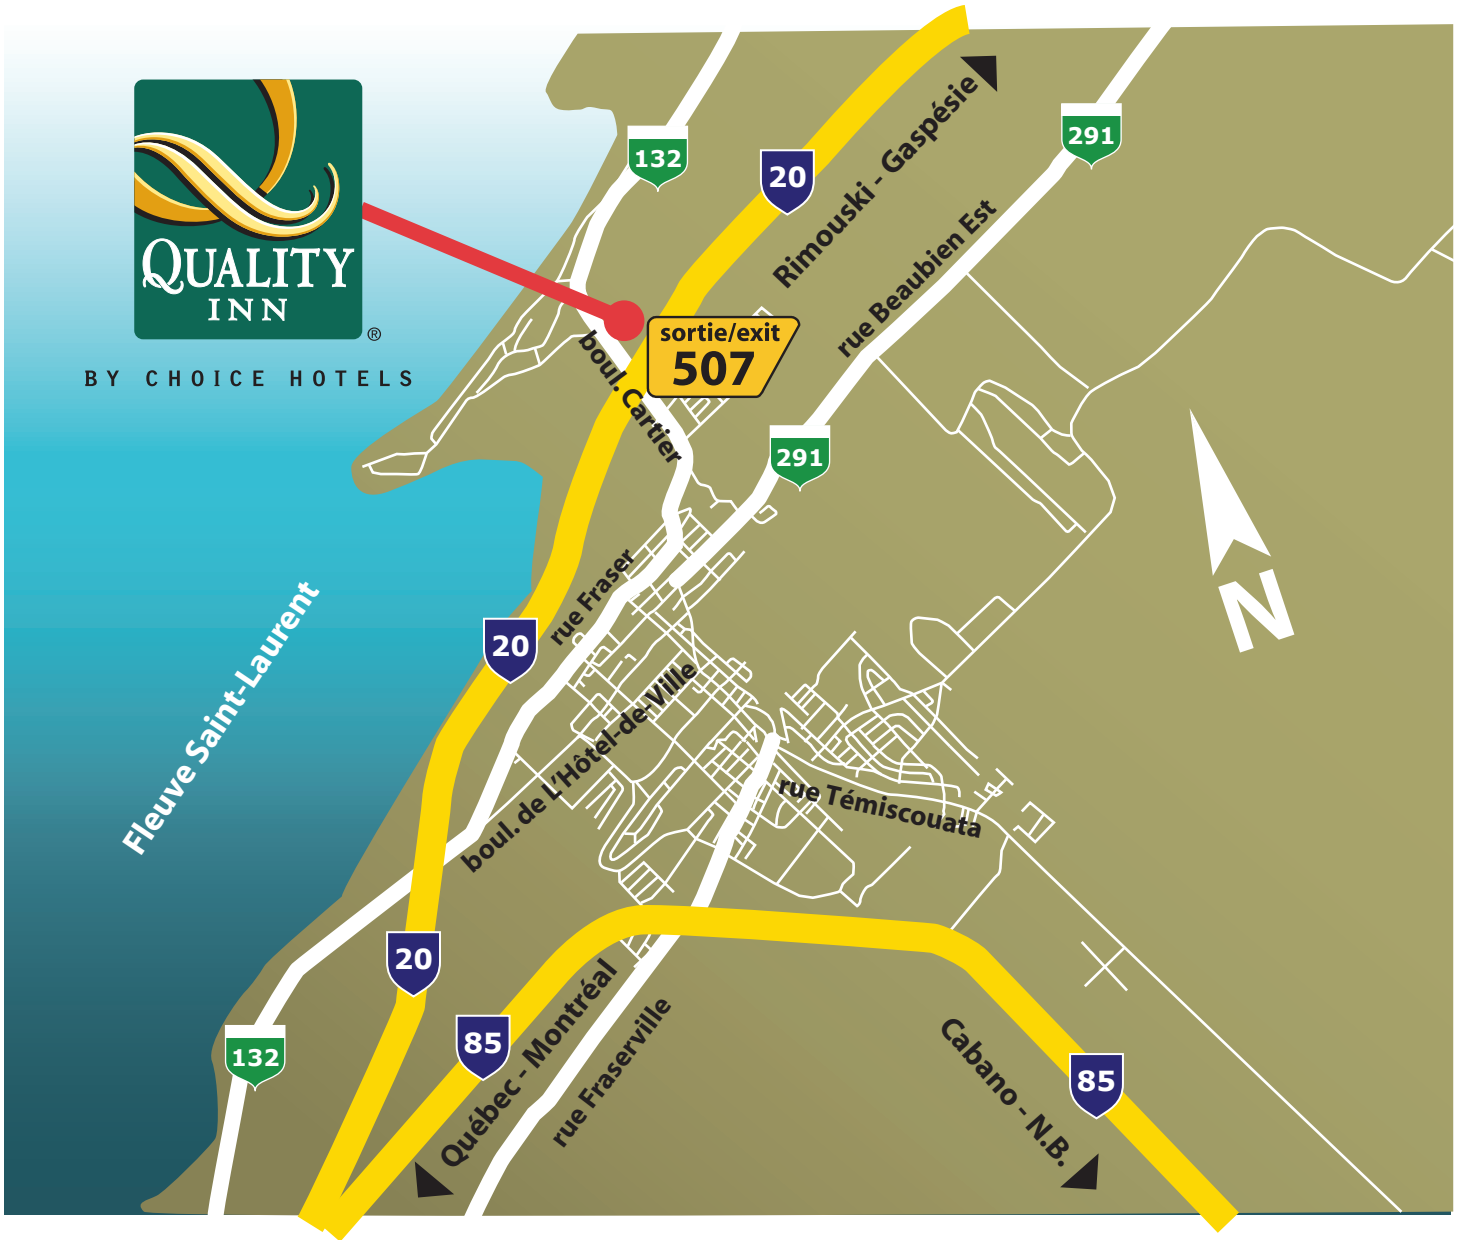 QUALITY
INN
®
BY CHOICE HOTELS
132
20
Rimouski - Gaspésie
291
rue Beaubien Est
sortie/exit
507
boul. Cartier
291
N
rue Fraser
20
Fleuve Saint-Laurent
boul. de L'Hôtel-de-Ville
rue Témiscouata
20
85
Québec - Montréal
132
rue Fraserville
Cabano - N.B.
85